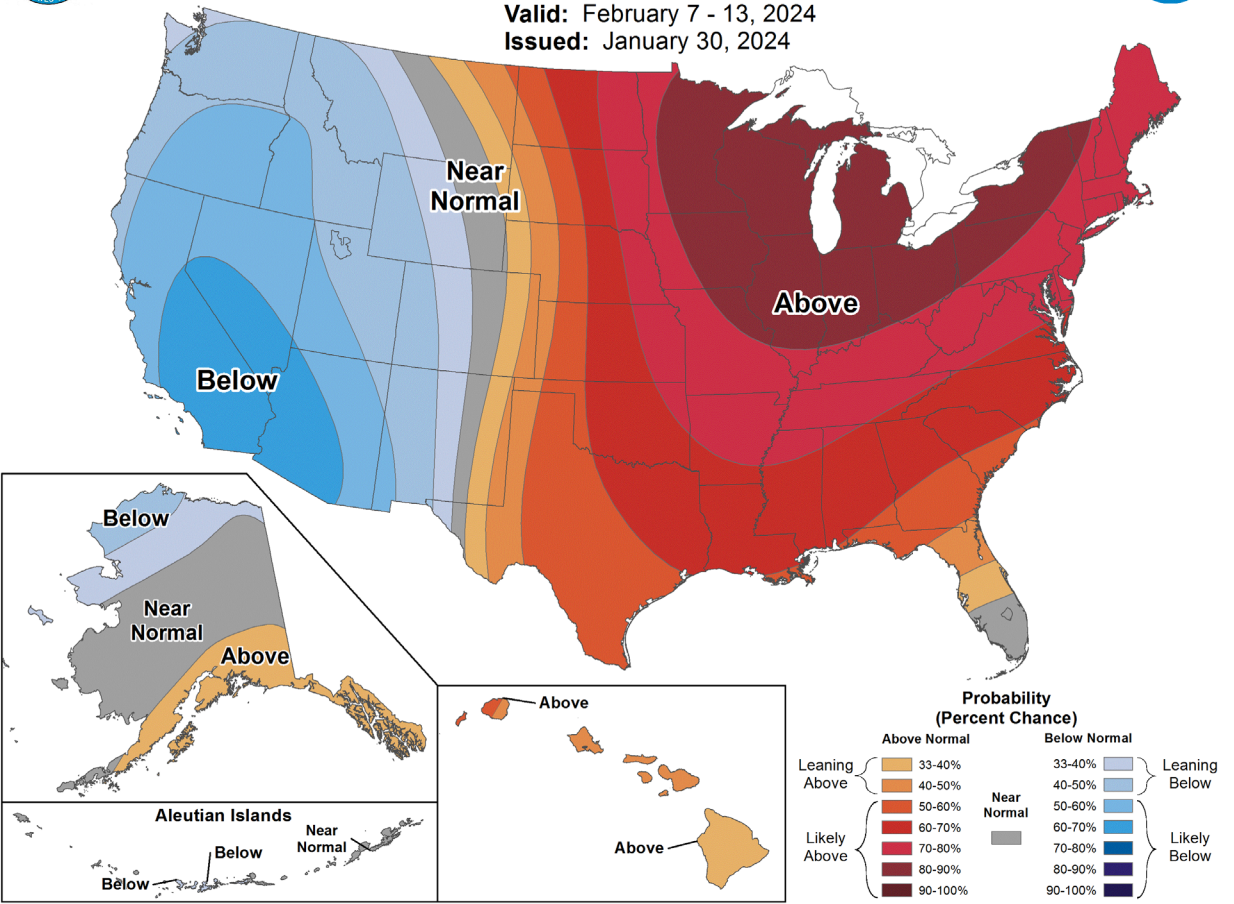 Valid: February 7 - 13, 2024
Issued: January 30, 2024
Near
Normal
Above
Below
Below
Near
Normal
Above
Above
Above
Aleutian Islands
Near
Normal
Below
Below
Probability
(Percent Chance)
Above Normal
Below Normal
Leaning
Above
33-40%
40-50%
Likely
Above
50-60%
60-70%
70-80%
80-90%
90-100%
Near
Normal
33-40%
40-50%
Leaning
Below
50-60%
60-70%
70-80%
80-90%
90-100%
Likely
Below